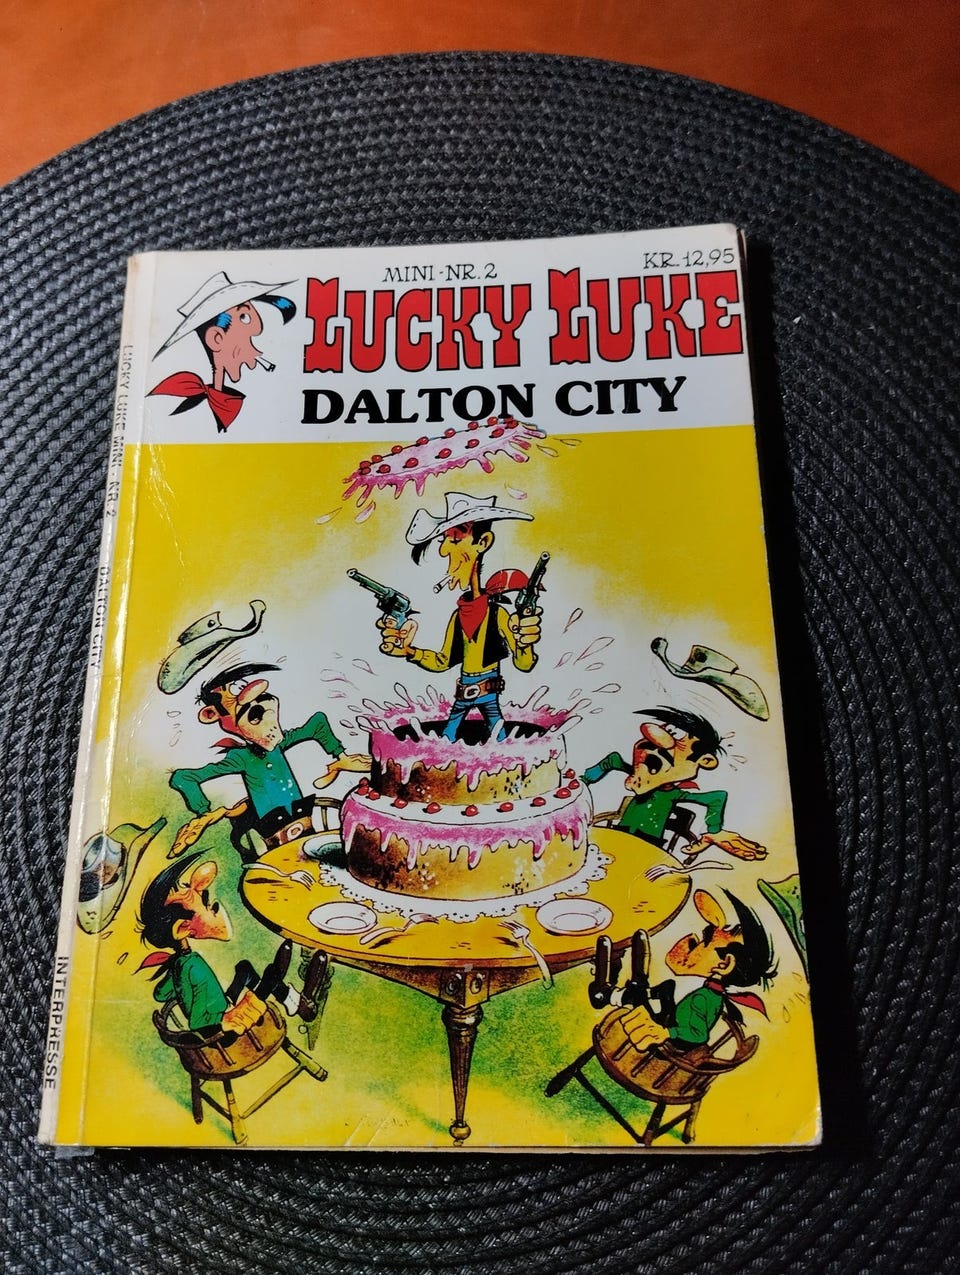 MINI-NR. 2
KR. 12,95
LUCKY LUKE
DALTON CITY
LUCKY LUKE MINI - NR. 2 DALTON CITY INTERPRESSE